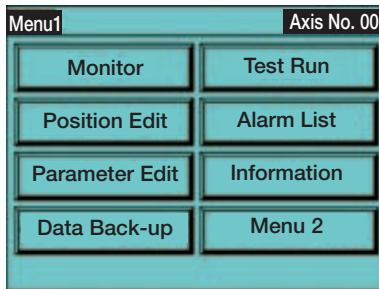 Menu1 Axis No. 00
Monitor Test Run
Position Edit Alarm List
Parameter Edit Information
Data Back-up Menu 2